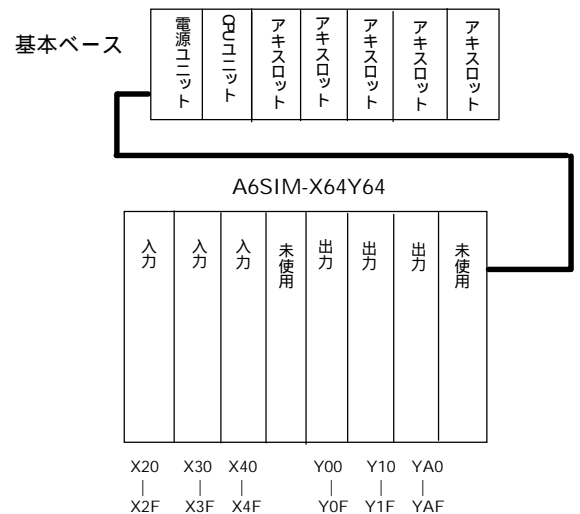 基本ベース
電源ユニット
CPUユニット
アキスロット
アキスロット
アキスロット
アキスロット
アキスロット
A6SIM-X64Y64
入力
入力
入力
未使用
出力
出力
出力
未使用
X20 X30 X40 Y00 Y10 YA0
| | | | | |
X2F X3F X4F Y0F Y1F YAF